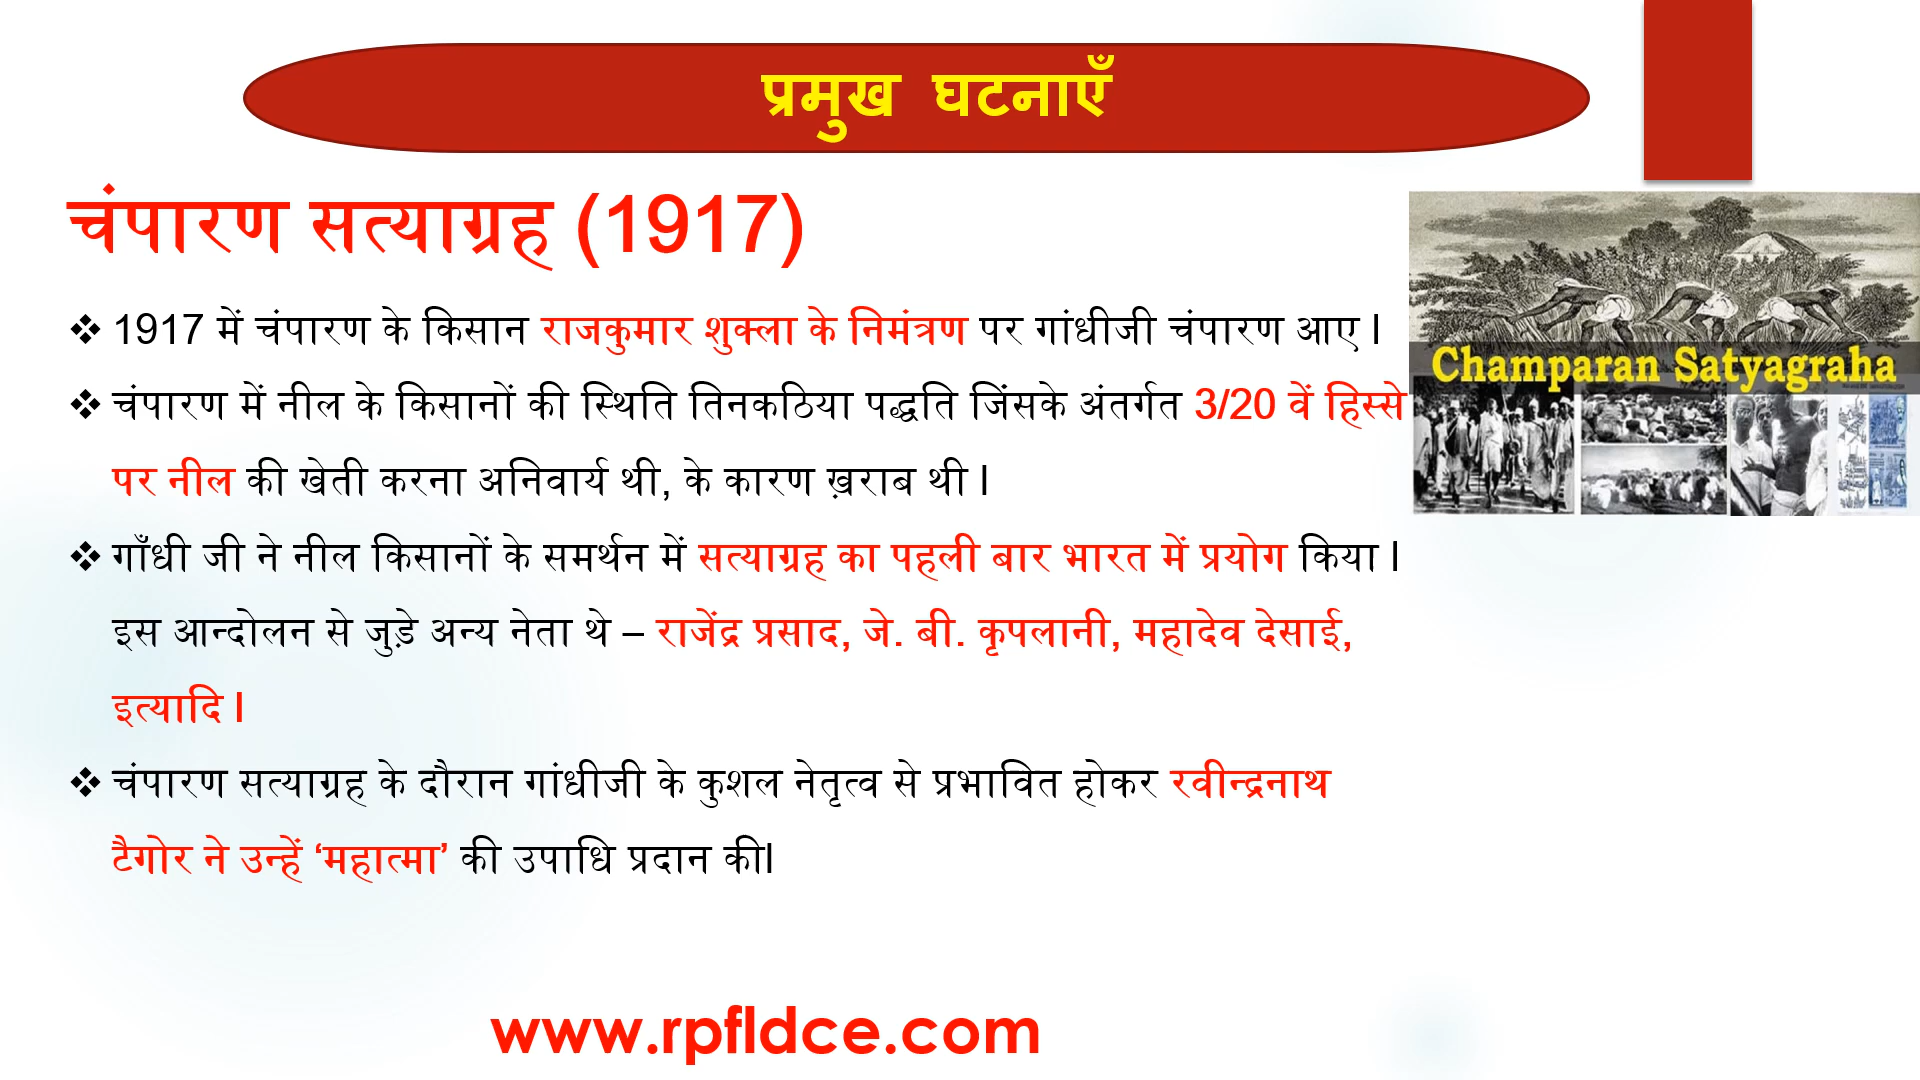 प्रमुख घटनाएँ
चंपारण सत्याग्रह (1917)
❖ 1917 में चंपारण के किसान राजकुमार शुक्ला के निमंत्रण पर गांधीजी चंपारण आए l
❖ चंपारण में नील के किसानों की स्थिति तिनकठिया पद्धति जिंसके अंतर्गत 3/20 वें हिस्से
पर नील की खेती करना अनिवार्य थी, के कारण ख़राब थी l
❖ गाँधी जी ने नील किसानों के समर्थन में सत्याग्रह का पहली बार भारत में प्रयोग किया l
इस आन्दोलन से जुड़े अन्य नेता थे – राजेंद्र प्रसाद, जे. बी. कृपलानी, महादेव देसाई,
इत्यादि l
❖ चंपारण सत्याग्रह के दौरान गांधीजी के कुशल नेतृत्व से प्रभावित होकर रवीन्द्रनाथ
टैगोर ने उन्हें ‘महात्मा’ की उपाधि प्रदान कीl
Champaran Satyagraha
www.rpfldce.com